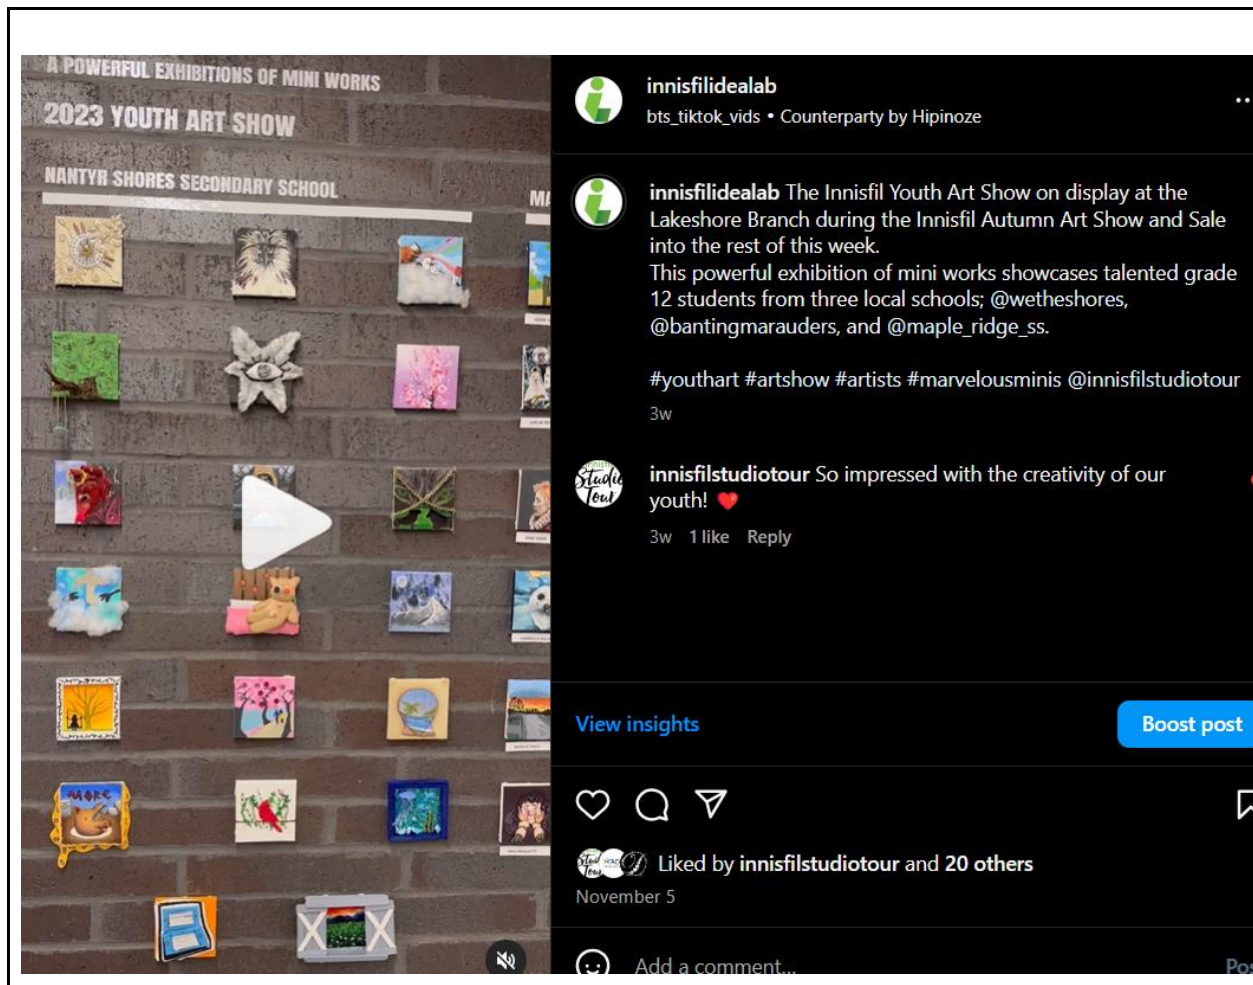 A POWERFUL EXHIBITIONS OF MINI WORKS
2023 YOUTH ART SHOW
NANTYR SHORES SECONDARY SCHOOL
MA
innisfilidealab
bts_tiktok_vids • Counterparty by Hipinoze
innisfilidealab The Innisfil Youth Art Show on display at the
Lakeshore Branch during the Innisfil Autumn Art Show and Sale
into the rest of this week.
This powerful exhibition of mini works showcases talented grade
12 students from three local schools; @wetheshores,
@bantingmarauders, and @maple_ridge_ss.
#youthart #artshow #artists #marvelousminis @innisfilstudiotour
3w
Studio
Tour
innisfilstudiotour So impressed with the creativity of our
youth! ❤️
3w 1 like Reply
View insights
Boost post
Liked by innisfilstudiotour and 20 others
November 5
Add a comment...
Pos